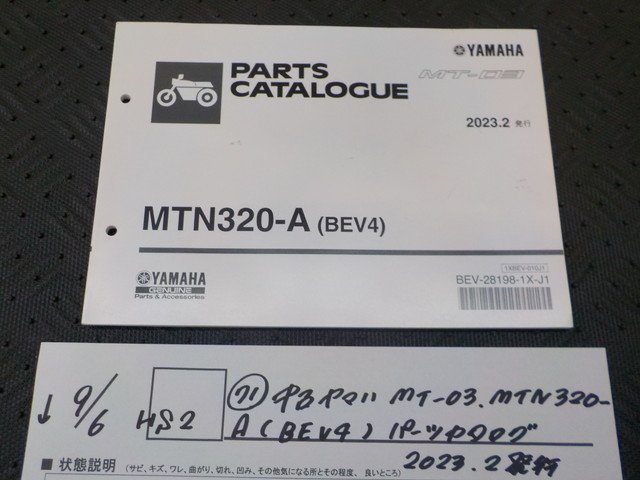 YAMAHA
PARTS
CATALOGUE
MT-03
2023.2 発行
MTN320-A (BEV4)
YAMAHA
GENUINE
Parts & Accessories
1XBEV-010J1
BEV-28198-1X-J1
↓ 9/6 HS2
71 中古ヤマハ MT-03. MTN320-
A (BEV4) パーツカタログ
2023.2発行
■ 状態説明 (サビ、キズ、ワレ、曲がり、切れ、凹み、その他気になる所とその程度、良いところ)